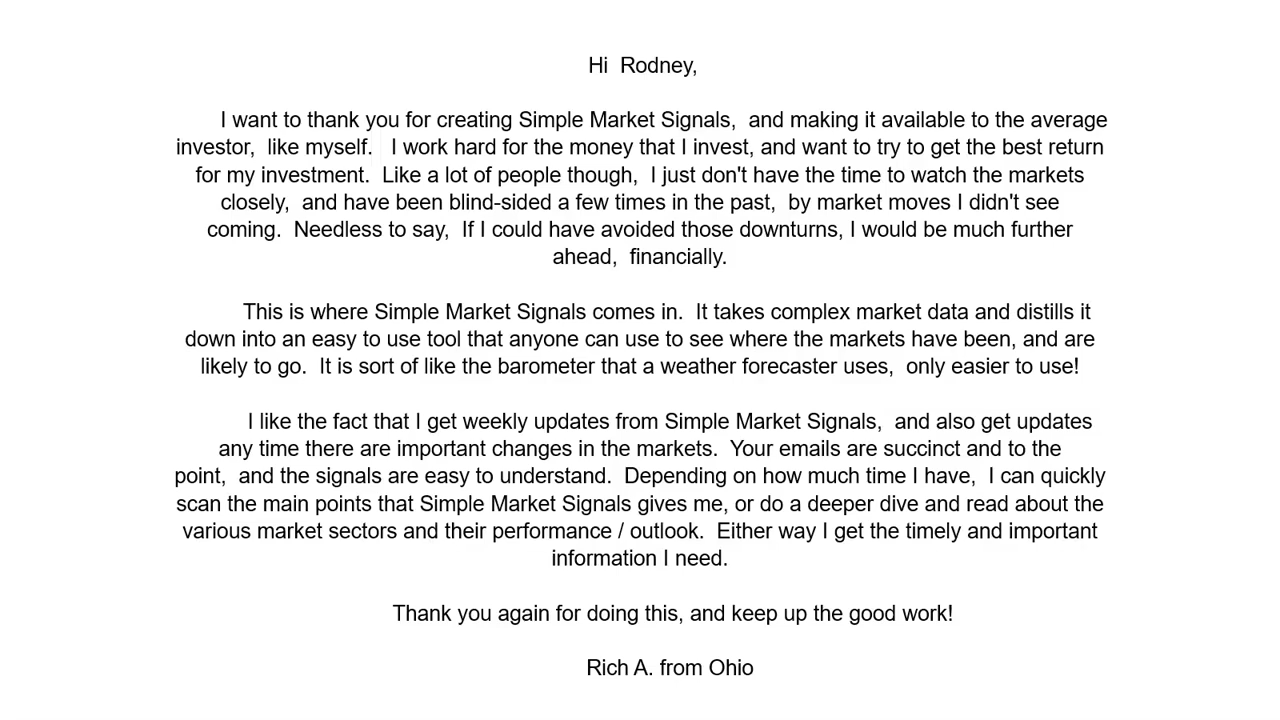 Hi  Rodney,
I want to thank you for creating Simple Market Signals,  and making it available to the average
investor,  like myself.   I work hard for the money that I invest, and want to try to get the best return
for my investment.  Like a lot of people though,  I just don't have the time to watch the markets
closely,  and have been blind-sided a few times in the past,  by market moves I didn't see
coming.  Needless to say,  If I could have avoided those downturns, I would be much further
ahead,  financially.
This is where Simple Market Signals comes in.  It takes complex market data and distills it
down into an easy to use tool that anyone can use to see where the markets have been, and are
likely to go.  It is sort of like the barometer that a weather forecaster uses,  only easier to use!
I like the fact that I get weekly updates from Simple Market Signals,  and also get updates
any time there are important changes in the markets.  Your emails are succinct and to the
point,  and the signals are easy to understand.  Depending on how much time I have,  I can quickly
scan the main points that Simple Market Signals gives me, or do a deeper dive and read about the
various market sectors and their performance / outlook.  Either way I get the timely and important
information I need.
Thank you again for doing this, and keep up the good work!
Rich A. from Ohio